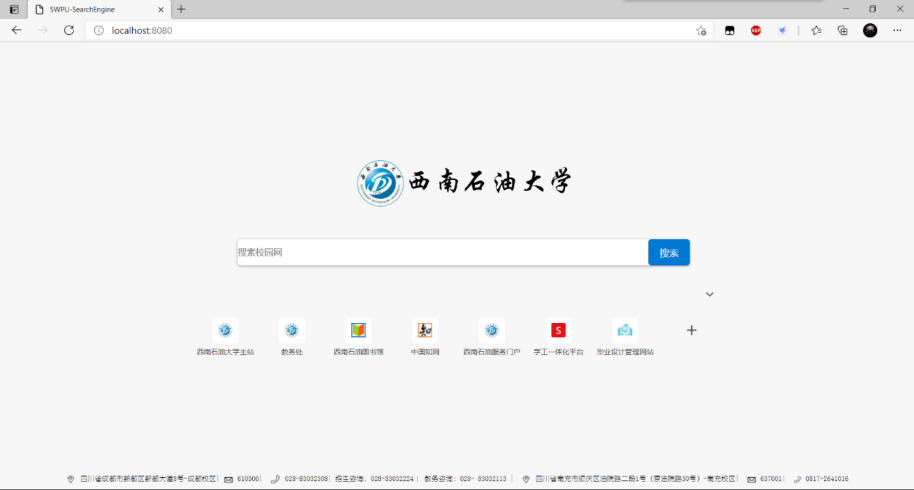 SWPU-SearchEngine
localhost:8080
西南石油大学
搜索校园网
搜索
西南石油大学主站
教务处
西南石油图书馆
中国知网
西南石油服务门户
学工一体化平台
毕业设计管理网站
四川省成都市新都区新都大道8号-成都校区| 610500| 028-83032308| 招生咨询：028-83032224 | 教务咨询：028- 83032113 | 四川省南充市顺庆区油院路二段1号（原油院路30号）-南充校区| 637001| 0817-2641016